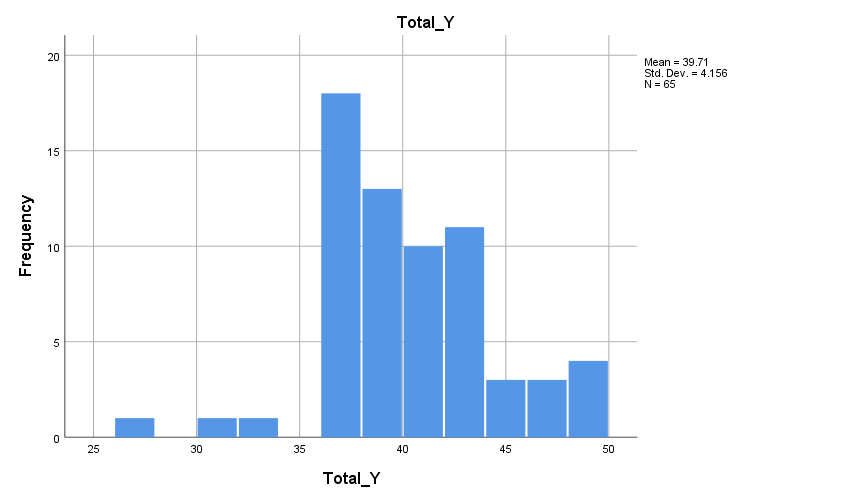 Total_Y
Mean = 39.71
Std. Dev. = 4.156
N = 65
20
15
10
5
0
Frequency
25
30
35
40
45
50
Total_Y